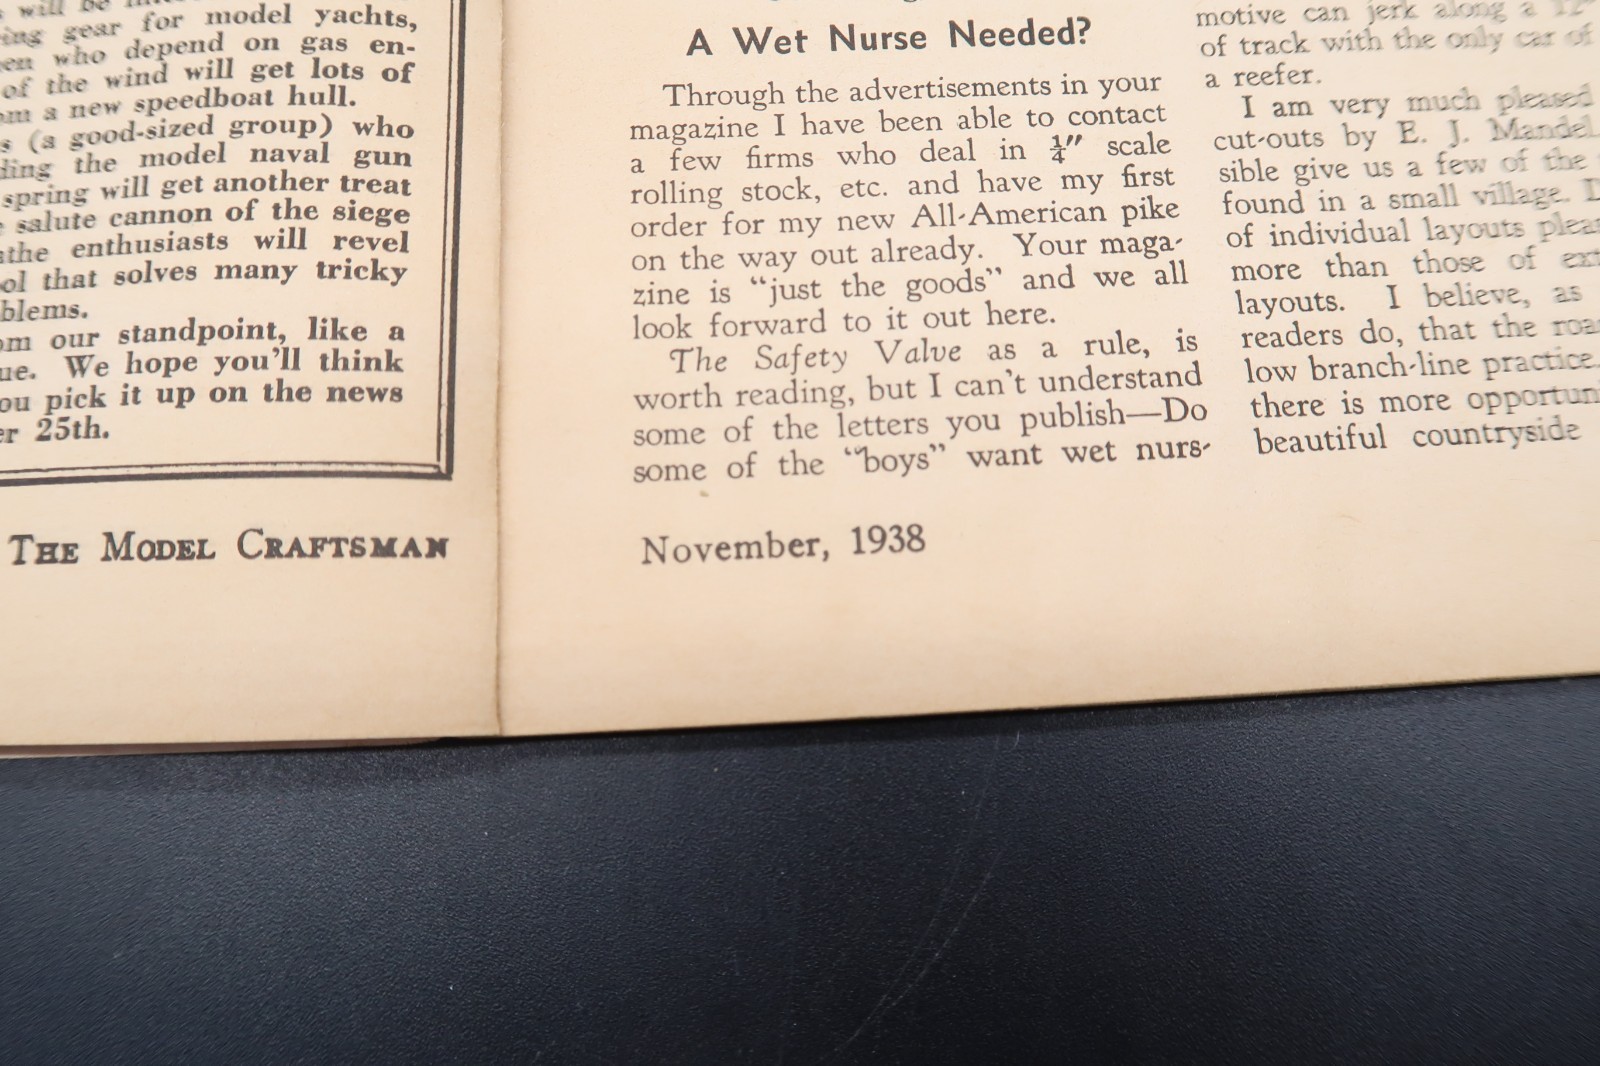 will be
ing gear for model yachts,
en who depend on gas en-
of the wind will get lots of
om a new speedboat hull.
s (a good-sized group) who
ding the model naval gun
spring will get another treat
salute cannon of the siege
the enthusiasts will revel
ol that solves many tricky
blems.
om our standpoint, like a
ue. We hope you'll think
ou pick it up on the news
er 25th.
THE MODEL CRAFTSMAN
A Wet Nurse Needed?
Through the advertisements in your
magazine I have been able to contact
a few firms who deal in ¼" scale
rolling stock, etc. and have my first
order for my new All-American pike
on the way out already. Your maga-
zine is "just the goods" and we all
look forward to it out here.
The Safety Valve as a rule, is
worth reading, but I can't understand
some of the letters you publish—Do
some of the "boys" want wet nurs-
November, 1938
motive can jerk along a 12"
of track with the only car of
a reefer.
I am very much pleased
cut-outs by E. J. Mandel
sible give us a few of the
found in a small village. D
of individual layouts plea
more than those of ext
layouts. I believe, as
readers do, that the roa
low branch-line practice.
there is more opportun
beautiful countryside